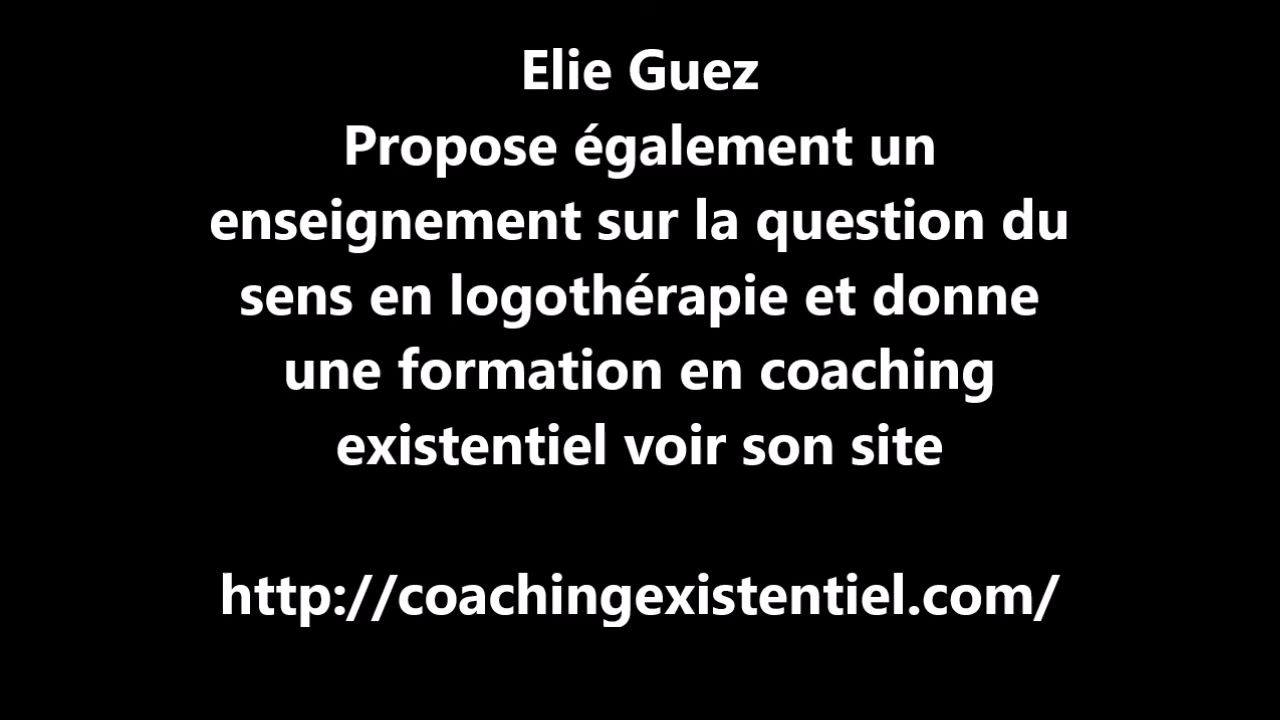 Elie Guez
Propose également un
enseignement sur la question du
sens en logothérapie et donne
une formation en coaching
existentiel voir son site
http://coachingexistentiel.com/